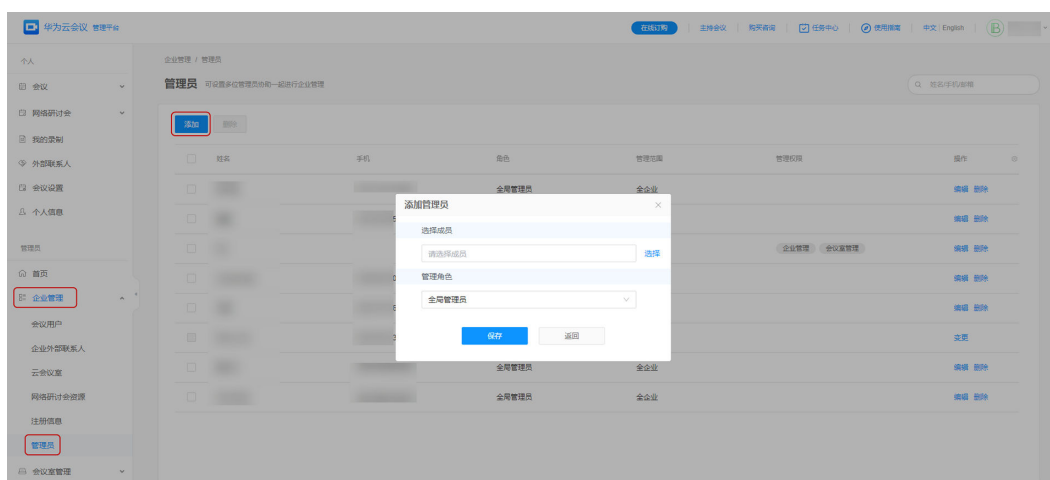 华为云会议 管理平台
在线订购 主持会议 购买咨询 任务中心 使用指南 中文 | English B
个人
会议
网络研讨会
我的录制
外部联系人
会议设置
个人信息
管理员
首页
企业管理
会议用户
企业外部联系人
云会议室
网络研讨会资源
注册信息
管理员
会议室管理
企业管理 / 管理员
管理员 可设置多位管理员协助一起进行企业管理
姓名/手机/邮箱
添加 删除
姓名 手机 角色 管理范围 管理权限 操作
全局管理员 全企业 编辑 删除
编辑 删除
企业管理 会议室管理 编辑 删除
编辑 删除
编辑 删除
变更
全局管理员 全企业 编辑 删除
全局管理员 全企业 编辑 删除
添加管理员
选择成员
请选择成员 选择
管理角色
全局管理员
保存 返回